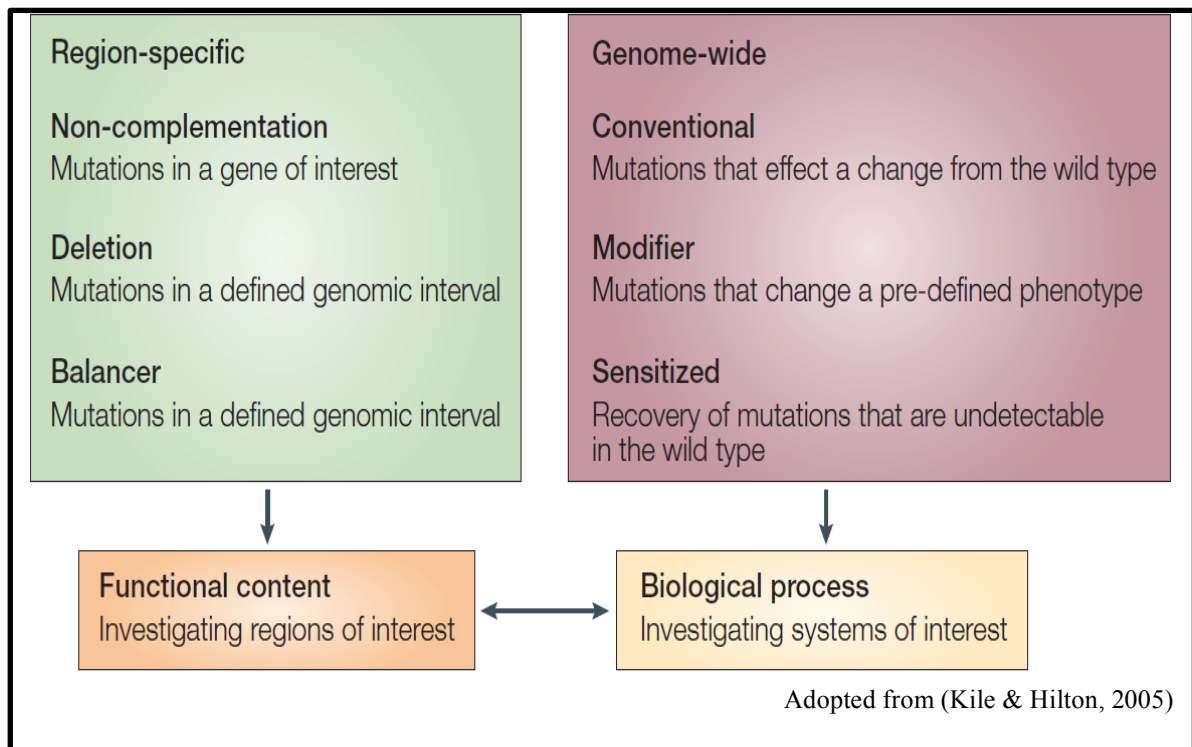 Region-specific
Non-complementation
Mutations in a gene of interest
Deletion
Mutations in a defined genomic interval
Balancer
Mutations in a defined genomic interval
Genome-wide
Conventional
Mutations that effect a change from the wild type
Modifier
Mutations that change a pre-defined phenotype
Sensitized
Recovery of mutations that are undetectable
in the wild type
Functional content
Investigating regions of interest
Biological process
Investigating systems of interest
Adopted from (Kile & Hilton, 2005)